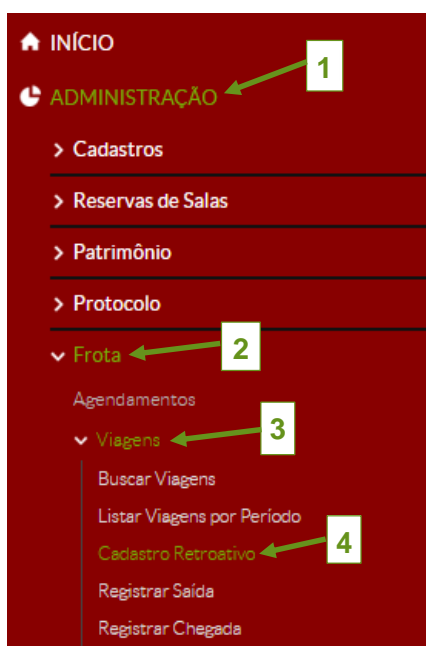 INÍCIO
1
ADMINISTRAÇÃO
Cadastros
Reservas de Salas
Patrimônio
Protocolo
Frota
2
Agendamentos
Viagens
3
Buscar Viagens
Listar Viagens por Período
Cadastro Retroativo
4
Registrar Saída
Registrar Chegada